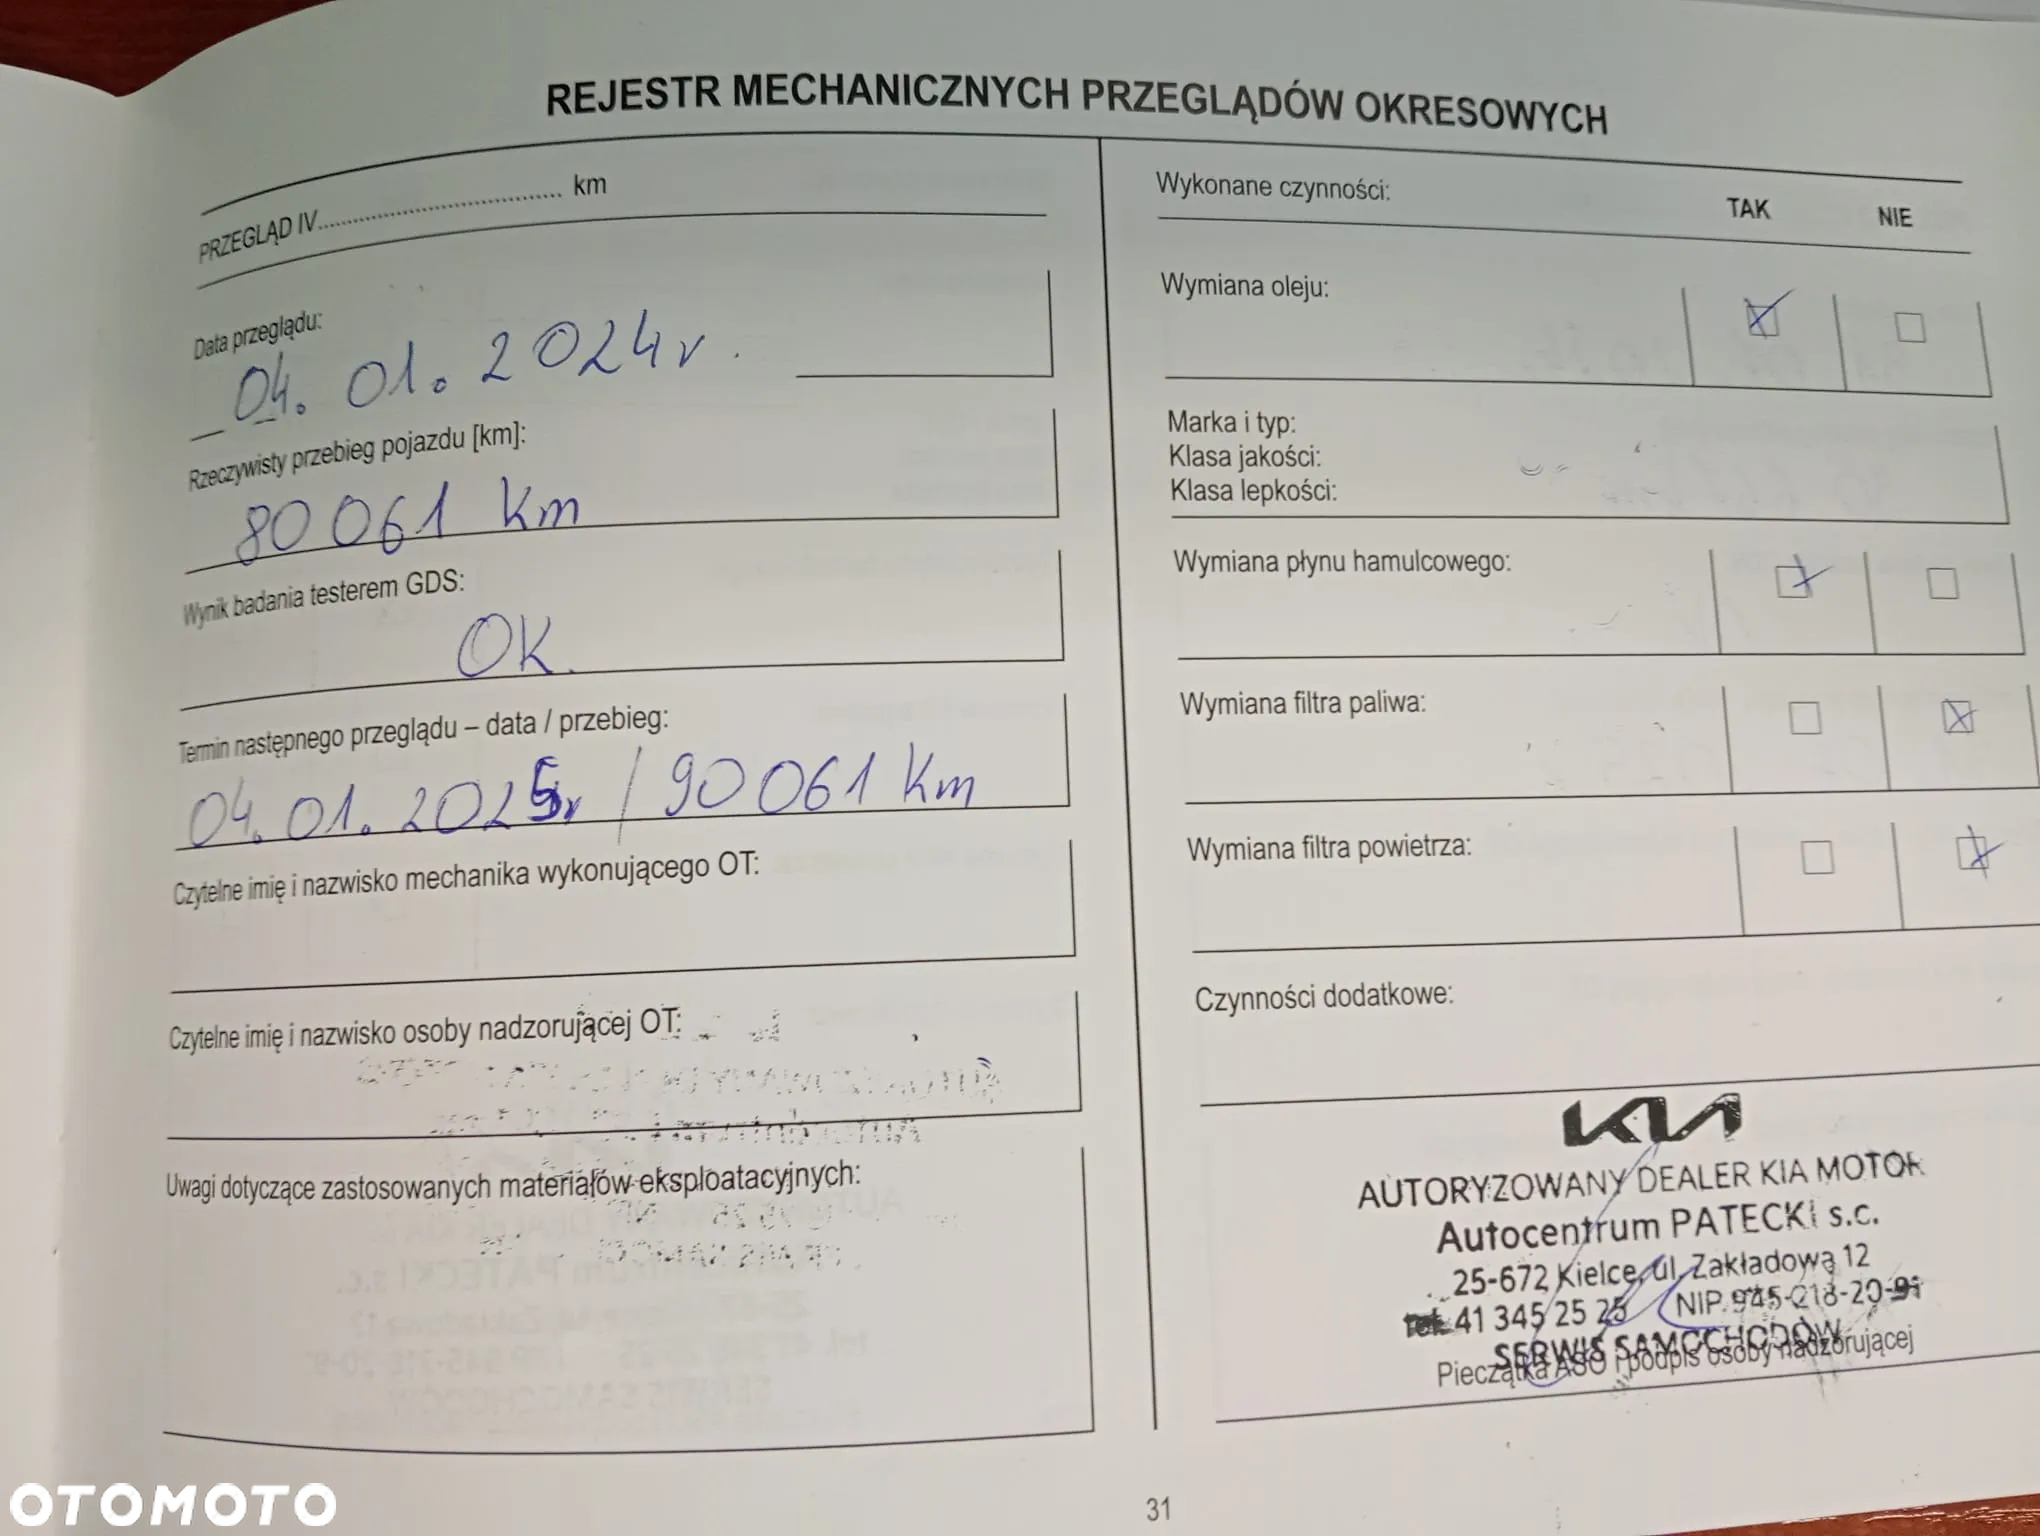 REJESTR MECHANICZNYCH PRZEGLĄDÓW OKRESOWYCH
PRZEGLĄD IV...................................... km
Data przeglądu:
04.01.2024r.
Rzeczywisty przebieg pojazdu [km]:
80061 km
Wynik badania testerem GDS:
OK.
Termin następnego przeglądu – data / przebieg:
04.01.2025r / 90061 km
Czytelne imię i nazwisko mechanika wykonującego OT:
Czytelne imię i nazwisko osoby nadzorującej OT:
Uwagi dotyczące zastosowanych materiałów eksploatacyjnych:
Wykonane czynności:
TAK NIE
Wymiana oleju:
Marka i typ:
Klasa jakości:
Klasa lepkości:
Wymiana płynu hamulcowego:
Wymiana filtra paliwa:
Wymiana filtra powietrza:
Czynności dodatkowe:
KIA
AUTORYZOWANY DEALER KIA MOTOR
Autocentrum PATECKI s.c.
25-672 Kielce, ul. Zakładowa 12
tel. 41 345 25 25 NIP 945-218-20-91
SERWIS SAMOCHODÓW
Pieczątka ASO i podpis osoby nadzorującej
31
OTOMOTO